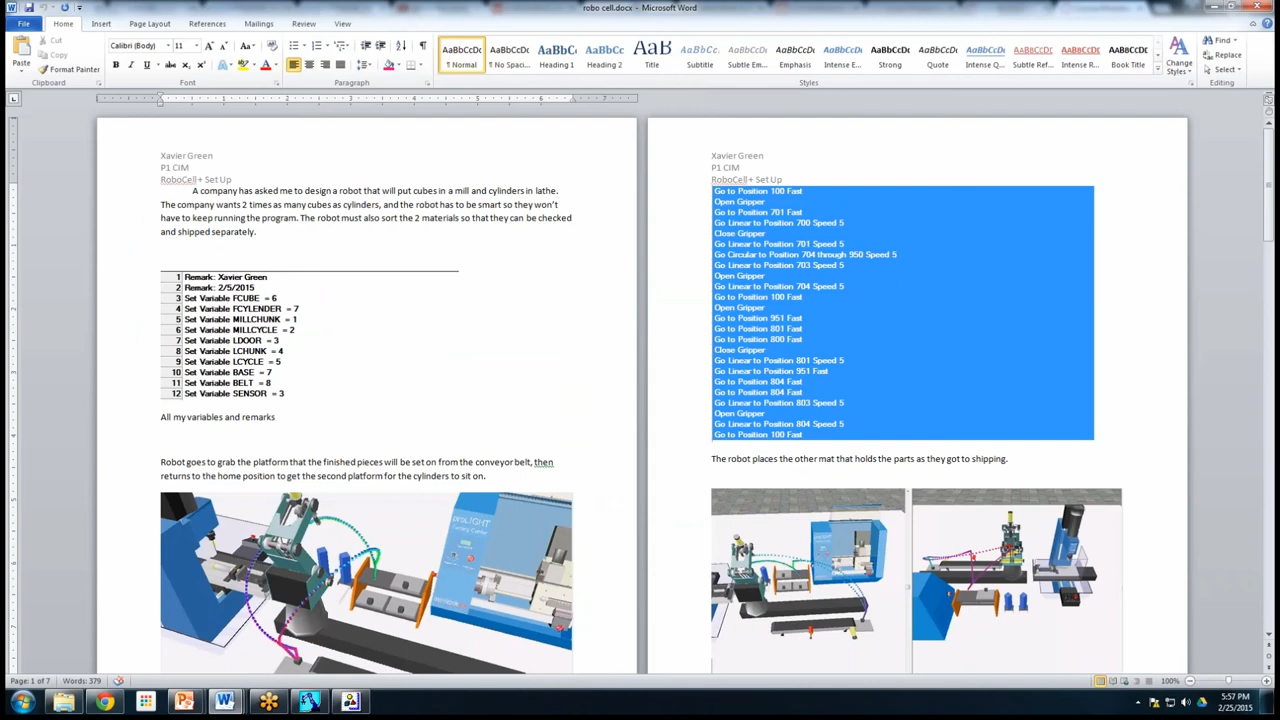 robo cell.docx - Microsoft Word
File Home Insert Page Layout References Mailings Review View
Cut
Copy
Format Painter
Paste
Clipboard
Calibri (Body) 11
Font
Paragraph
AaBbCcDc AaBbCcDc AaBbCc AaBbCc AaB AaBbCc. AaBbCcDc AaBbCcDc AaBbCcDc AaBbCcDc AaBbCcDc AaBbCcDc AaBbCcDc AaBbCcDc AaBbCcDc
¶ Normal ¶ No Spaci... Heading 1 Heading 2 Title Subtitle Subtle Em... Emphasis Intense E... Strong Quote Intense Q... Subtle Ref... Intense R... Book Title
Change Styles
Styles
Find
Replace
Select
Editing
Xavier Green
P1 CIM
RoboCell + Set Up
A company has asked me to design a robot that will put cubes in a mill and cylinders in lathe.
The company wants 2 times as many cubes as cylinders, and the robot has to be smart so they won't
have to keep running the program. The robot must also sort the 2 materials so that they can be checked
and shipped separately.
1 Remark: Xavier Green
2 Remark: 2/5/2015
3 Set Variable FCUBE = 6
4 Set Variable FCYLENDER = 7
5 Set Variable MILLCHUNK = 1
6 Set Variable MILLCYCLE = 2
7 Set Variable LDOOR = 3
8 Set Variable LCHUNK = 4
9 Set Variable LCYCLE = 5
10 Set Variable BASE = 7
11 Set Variable BELT = 8
12 Set Variable SENSOR = 3
All my variables and remarks
Robot goes to grab the platform that the finished pieces will be set on from the conveyor belt, then
returns to the home position to get the second platform for the cylinders to sit on.
Xavier Green
P1 CIM
RoboCell + Set Up
Go to Position 100 Fast
Open Gripper
Go to Position 701 Fast
Go Linear to Position 700 Speed 5
Close Gripper
Go Linear to Position 701 Speed 5
Go Circular to Position 704 through 950 Speed 5
Go Linear to Position 703 Speed 5
Open Gripper
Go Linear to Position 704 Speed 5
Go to Position 100 Fast
Open Gripper
Go to Position 951 Fast
Go to Position 801 Fast
Go to Position 800 Fast
Close Gripper
Go Linear to Position 801 Speed 5
Go Linear to Position 951 Fast
Go to Position 804 Fast
Go to Position 804 Fast
Go Linear to Position 803 Speed 5
Open Gripper
Go Linear to Position 804 Speed 5
Go to Position 100 Fast
The robot places the other mat that holds the parts as they got to shipping.
Page: 1 of 7 Words: 379
100%
5:57 PM
2/25/2015